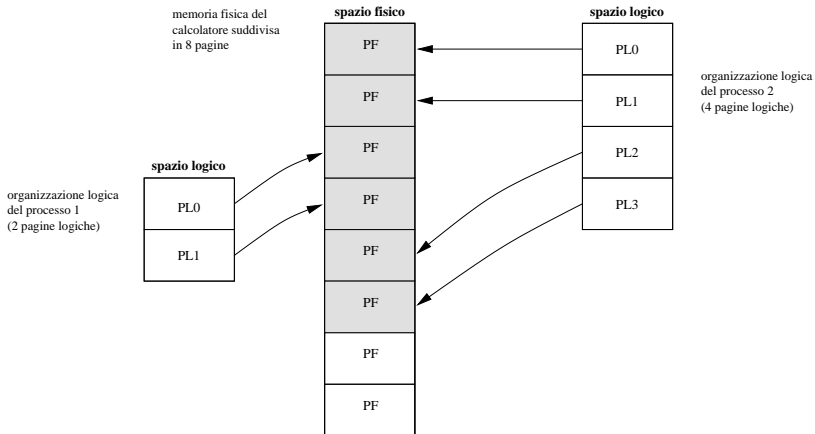 memoria fisica del
calcolatore suddivisa
in 8 pagine
spazio fisico
PF
PF
PF
PF
PF
PF
PF
PF
spazio logico
PL0
PL1
PL2
PL3
organizzazione logica
del processo 2
(4 pagine logiche)
spazio logico
PL0
PL1
organizzazione logica
del processo 1
(2 pagine logiche)